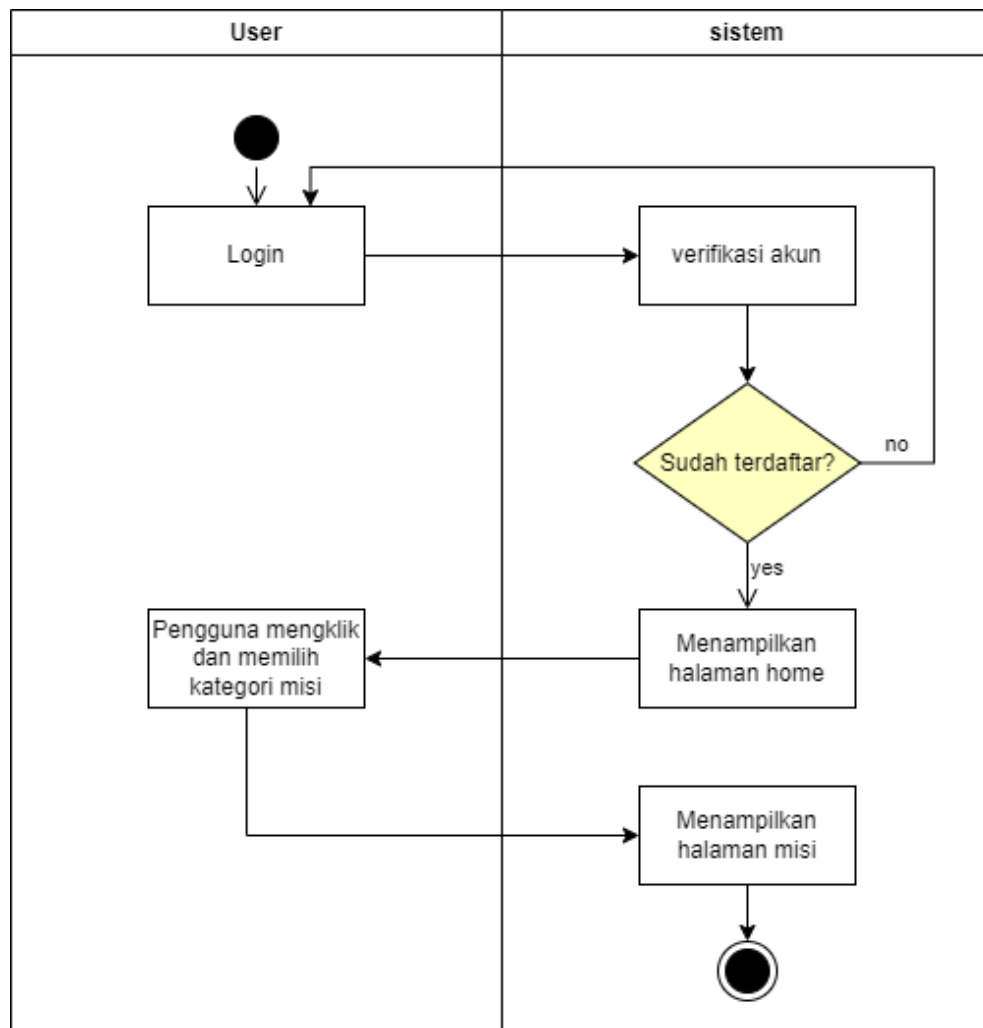 User
sistem
Login
verifikasi akun
Sudah terdaftar?
no
yes
Pengguna mengklik
dan memilih
kategori misi
Menampilkan
halaman home
Menampilkan
halaman misi